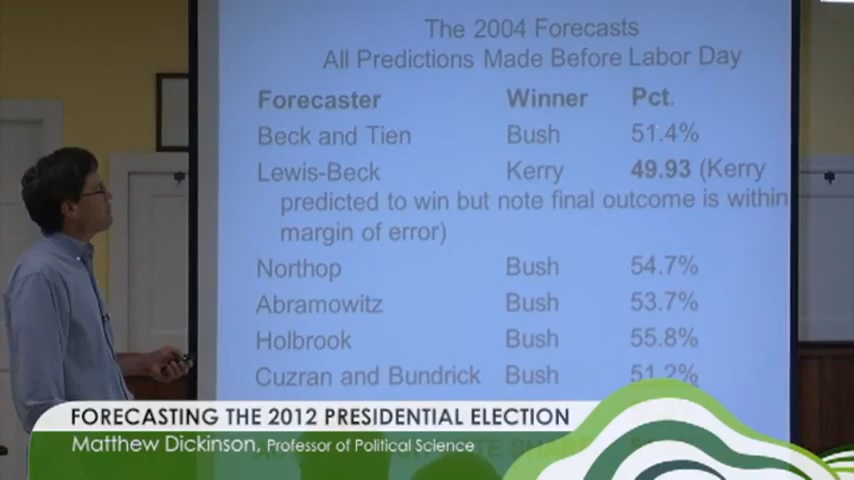 The 2004 Forecasts
All Predictions Made Before Labor Day
Forecaster Winner Pct.
Beck and Tien Bush 51.4%
Lewis-Beck Kerry 49.93 (Kerry
predicted to win but note final outcome is within
margin of error)
Northop Bush 54.7%
Abramowitz Bush 53.7%
Holbrook Bush 55.8%
Cuzran and Bundrick Bush 51.2%
FORECASTING THE 2012 PRESIDENTIAL ELECTION
Matthew Dickinson, Professor of Political Science